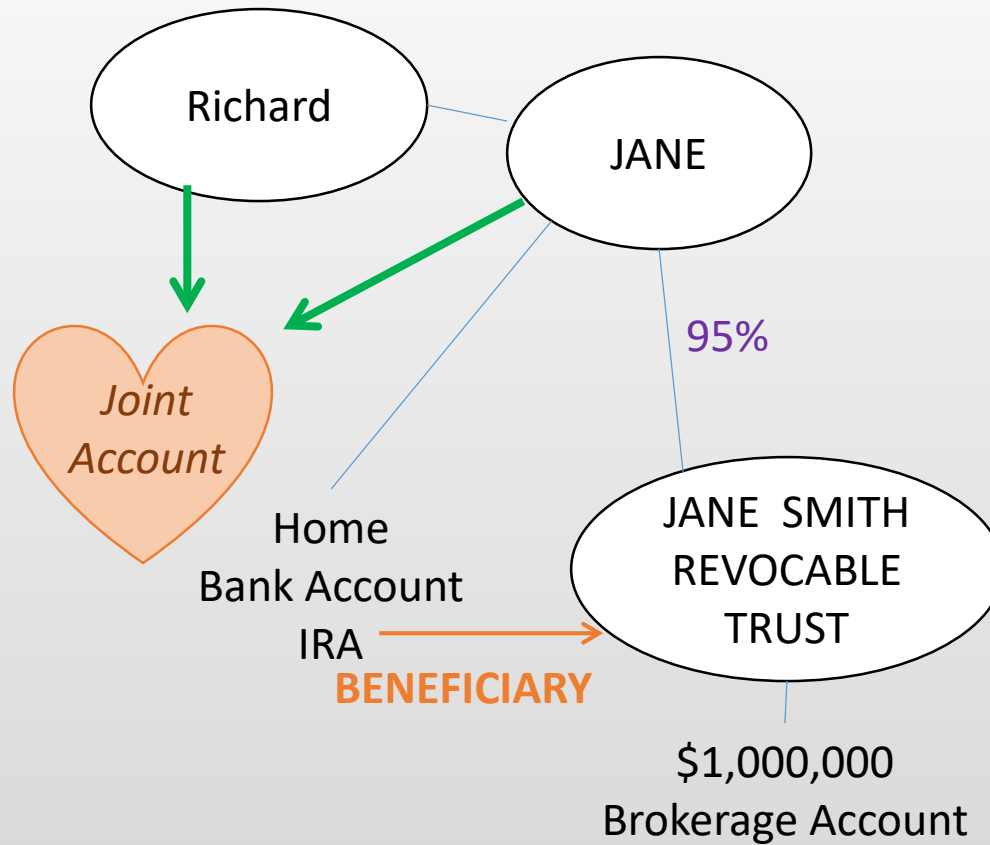 Richard
JANE
95%
Joint
Account
Home
Bank Account
IRA
BENEFICIARY
JANE SMITH
REVOCABLE
TRUST
$1,000,000
Brokerage Account